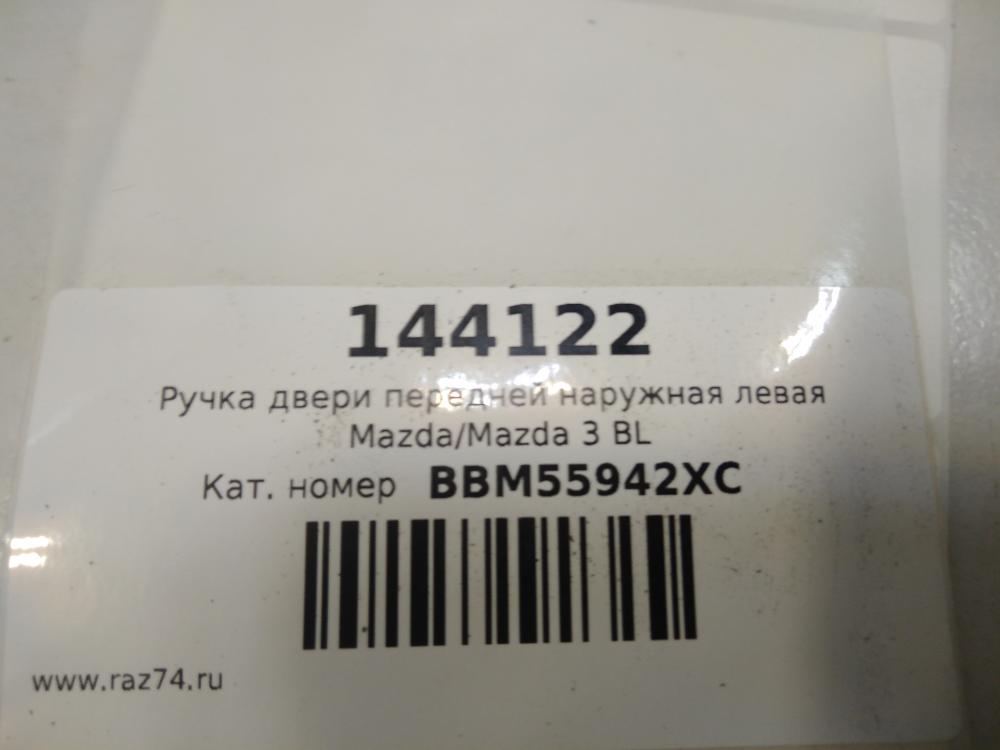 144122
Ручка двери передней наружная левая
Mazda/Mazda 3 BL
Кат. номер BBM55942XC
www.raz74.ru